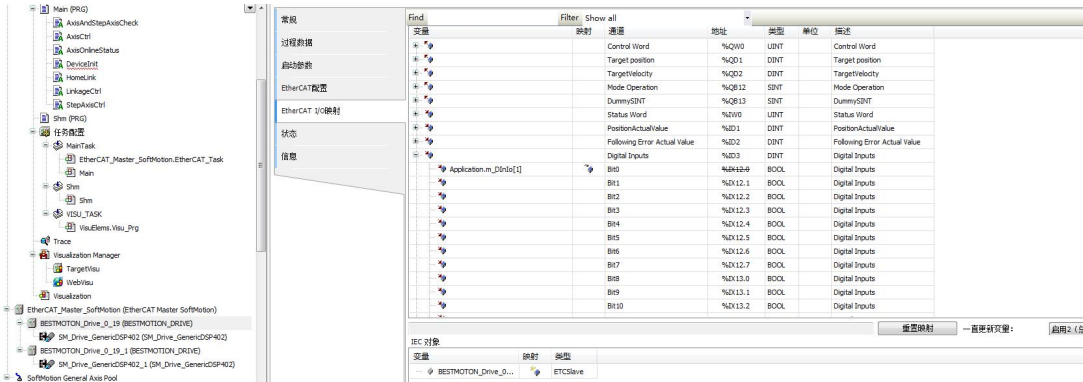 Main (PRG)
AxisAndStepAxisCheck
AxisCtrl
AxisOnlineStatus
DeviceInit
HomeLink
LinkageCtrl
StepAxisCtrl
Shm (PRG)
任务配置
MainTask
EtherCAT_Master_SoftMotion.EtherCAT_Task
Main
Shm
Shm
VISU_TASK
VisuElems.Visu_Prg
Trace
Visualization Manager
TargetVisu
WebVisu
Visualization
EtherCAT_Master_SoftMotion (EtherCAT Master SoftMotion)
BESTMOTON_Drive_0_19 (BESTMOTION_DRIVE)
SM_Drive_GenericDSP402 (SM_Drive_GenericDSP402)
BESTMOTON_Drive_0_19_1 (BESTMOTION_DRIVE)
SM_Drive_GenericDSP402_1 (SM_Drive_GenericDSP402)
SoftMotion General Axis Pool
常规
过程数据
启动参数
EtherCAT配置
EtherCAT I/O映射
状态
信息
Find Filter Show all
变量 映射 通道 地址 类型 单位 描述
Control Word %QW0 UINT Control Word
Target position %QD1 DINT Target position
TargetVelocity %QD2 DINT TargetVelocity
Mode Operation %QB12 SINT Mode Operation
DummySINT %QB13 SINT DummySINT
Status Word %IW0 UINT Status Word
PositionActualValue %ID1 DINT PositionActualValue
Following Error Actual Value %ID2 DINT Following Error Actual Value
Digital Inputs %ID3 DINT Digital Inputs
Application.m_DInIo[1] Bit0 %IX12.0 BOOL Digital Inputs
Bit1 %IX12.1 BOOL Digital Inputs
Bit2 %IX12.2 BOOL Digital Inputs
Bit3 %IX12.3 BOOL Digital Inputs
Bit4 %IX12.4 BOOL Digital Inputs
Bit5 %IX12.5 BOOL Digital Inputs
Bit6 %IX12.6 BOOL Digital Inputs
Bit7 %IX12.7 BOOL Digital Inputs
Bit8 %IX13.0 BOOL Digital Inputs
Bit9 %IX13.1 BOOL Digital Inputs
Bit10 %IX13.2 BOOL Digital Inputs
重置映射 一直更新变量: 启用2（总
IEC 对象
变量 映射 类型
BESTMOTON_Drive_0... ETCSlave